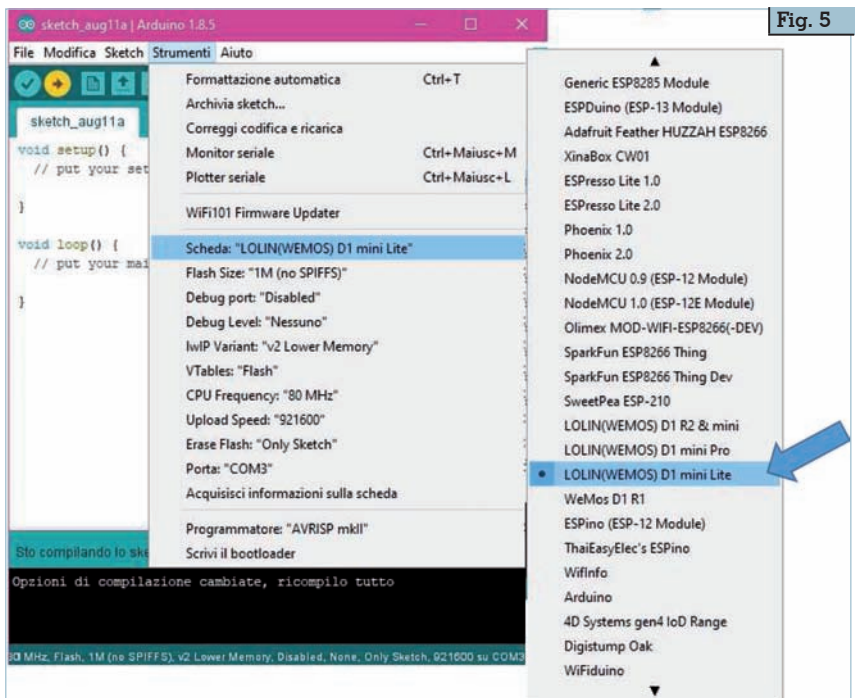 Fig. 5
sketch_aug11a | Arduino 1.8.5
File Modifica Sketch Strumenti Aiuto
sketch_aug11a
void setup() {
// put your set
}
void loop() {
// put your mai
}
Formattazione automatica Ctrl+T
Archivia sketch...
Correggi codifica e ricarica
Monitor seriale Ctrl+Maiusc+M
Plotter seriale Ctrl+Maiusc+L
WiFi101 Firmware Updater
Scheda: "LOLIN(WEMOS) D1 mini Lite"
Flash Size: "1M (no SPIFFS)"
Debug port: "Disabled"
Debug Level: "Nessuno"
lwIP Variant: "v2 Lower Memory"
VTables: "Flash"
CPU Frequency: "80 MHz"
Upload Speed: "921600"
Erase Flash: "Only Sketch"
Porta: "COM3"
Acquisisci informazioni sulla scheda
Programmatore: "AVRISP mkII"
Scrivi il bootloader
Generic ESP8285 Module
ESPDuino (ESP-13 Module)
Adafruit Feather HUZZAH ESP8266
XinaBox CW01
ESPresso Lite 1.0
ESPresso Lite 2.0
Phoenix 1.0
Phoenix 2.0
NodeMCU 0.9 (ESP-12 Module)
NodeMCU 1.0 (ESP-12E Module)
Olimex MOD-WIFI-ESP8266(-DEV)
SparkFun ESP8266 Thing
SparkFun ESP8266 Thing Dev
SweetPea ESP-210
LOLIN(WEMOS) D1 R2 & mini
LOLIN(WEMOS) D1 mini Pro
LOLIN(WEMOS) D1 mini Lite
WeMos D1 R1
ESPino (ESP-12 Module)
ThaiEasyElec's ESPino
WifInfo
Arduino
4D Systems gen4 IoD Range
Digistump Oak
WiFiduino
Sto compilando lo ske
Opzioni di compilazione cambiate, ricompilo tutto
MHz, Flash, 1M (no SPIFFS), v2 Lower Memory, Disabled, None, Only Sketch, 921600 su COM3